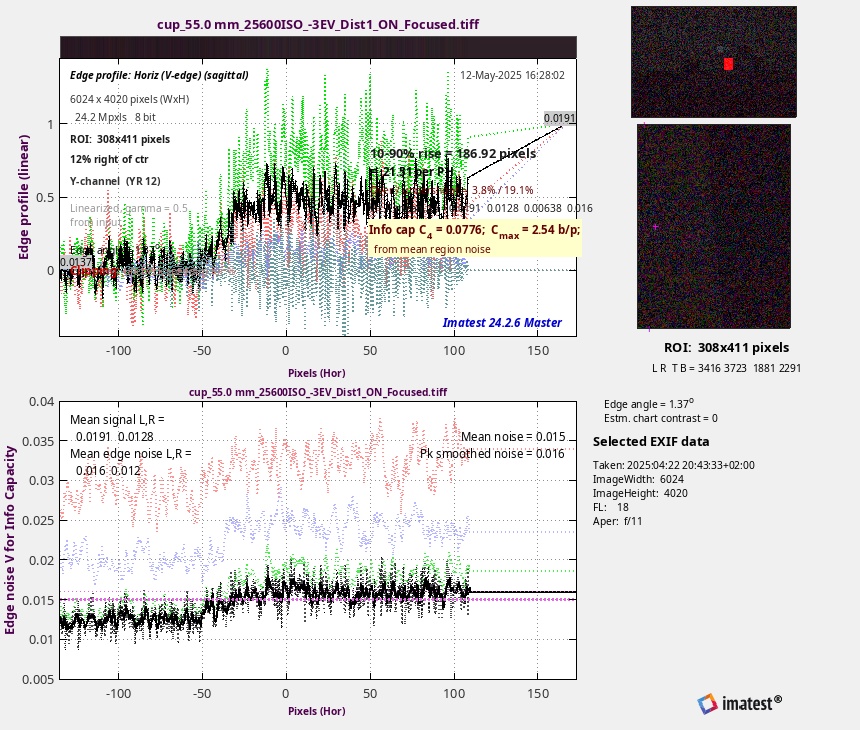 cup_55.0 mm_25600ISO_-3EV_Dist1_ON_Focused.tiff
Edge profile: Horiz (V-edge) (sagittal)
12-May-2025 16:28:02
6024 x 4020 pixels (WxH)
24.2 Mpxls 8 bit
ROI: 308x411 pixels
12% right of ctr
Y-channel (YR 12)
Linearized, gamma = 0.5
from input
0.0137
Clipping
0.0191
10-90% rise = 186.92 pixels
3.8% / 19.1%
0.0128 0.00638 0.016
Info cap C4 = 0.0776; Cmax = 2.54 b/p;
from mean region noise
Imatest 24.2.6 Master
Edge profile (linear)
1
0.5
0
-100 -50 0 50 100 150
Pixels (Hor)
cup_55.0 mm_25600ISO_-3EV_Dist1_ON_Focused.tiff
Mean signal L,R =
0.0191 0.0128
Mean edge noise L,R =
0.016 0.012
Mean noise = 0.015
Pk smoothed noise = 0.016
Edge noise V for Info Capacity
0.04
0.035
0.03
0.025
0.02
0.015
0.01
0.005
-100 -50 0 50 100 150
Pixels (Hor)
ROI: 308x411 pixels
L R T B = 3416 3723 1881 2291
Edge angle = 1.37o
Estm. chart contrast = 0
Selected EXIF data
Taken: 2025:04:22 20:43:33+02:00
ImageWidth: 6024
ImageHeight: 4020
FL: 18
Aper: f/11
imatest®